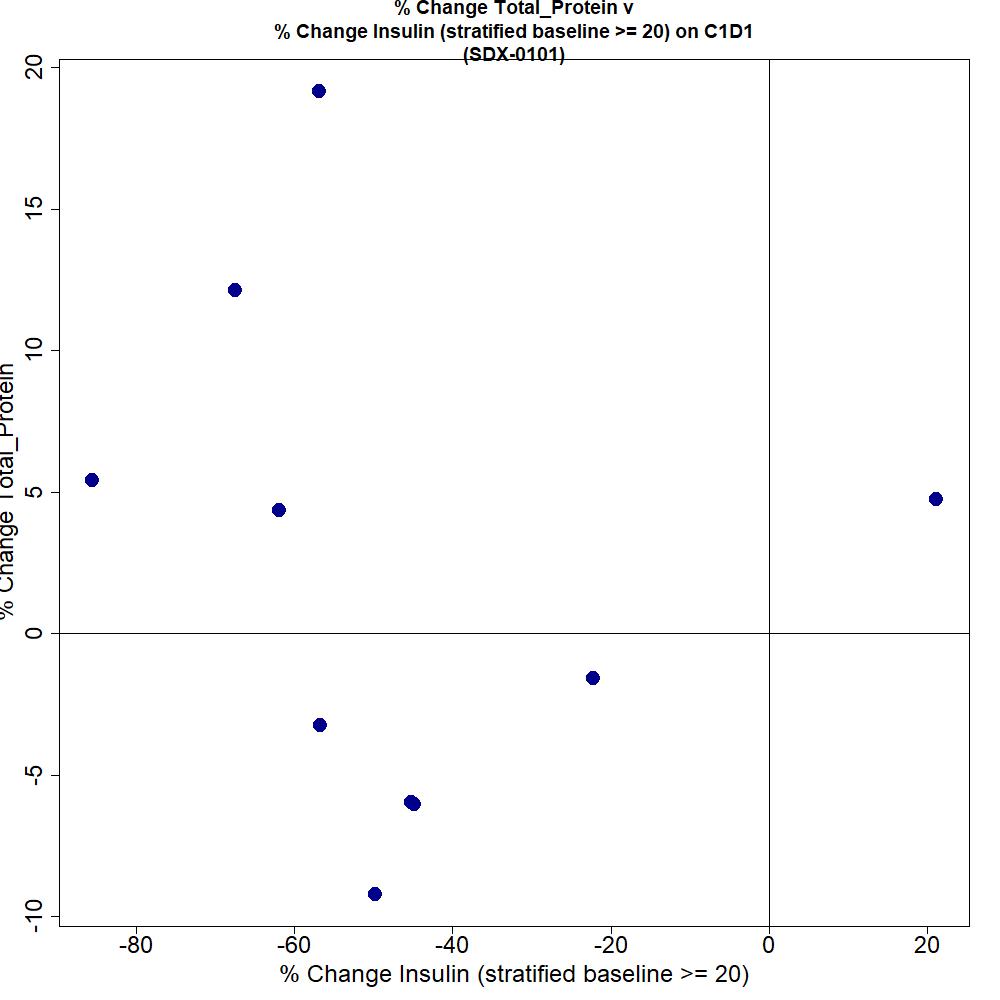 % Change Total_Protein v
% Change Insulin (stratified baseline >= 20) on C1D1
(SDX-0101)
20
15
10
5
0
-5
-10
% Change Total_Protein
-80
-60
-40
-20
0
20
% Change Insulin (stratified baseline >= 20)